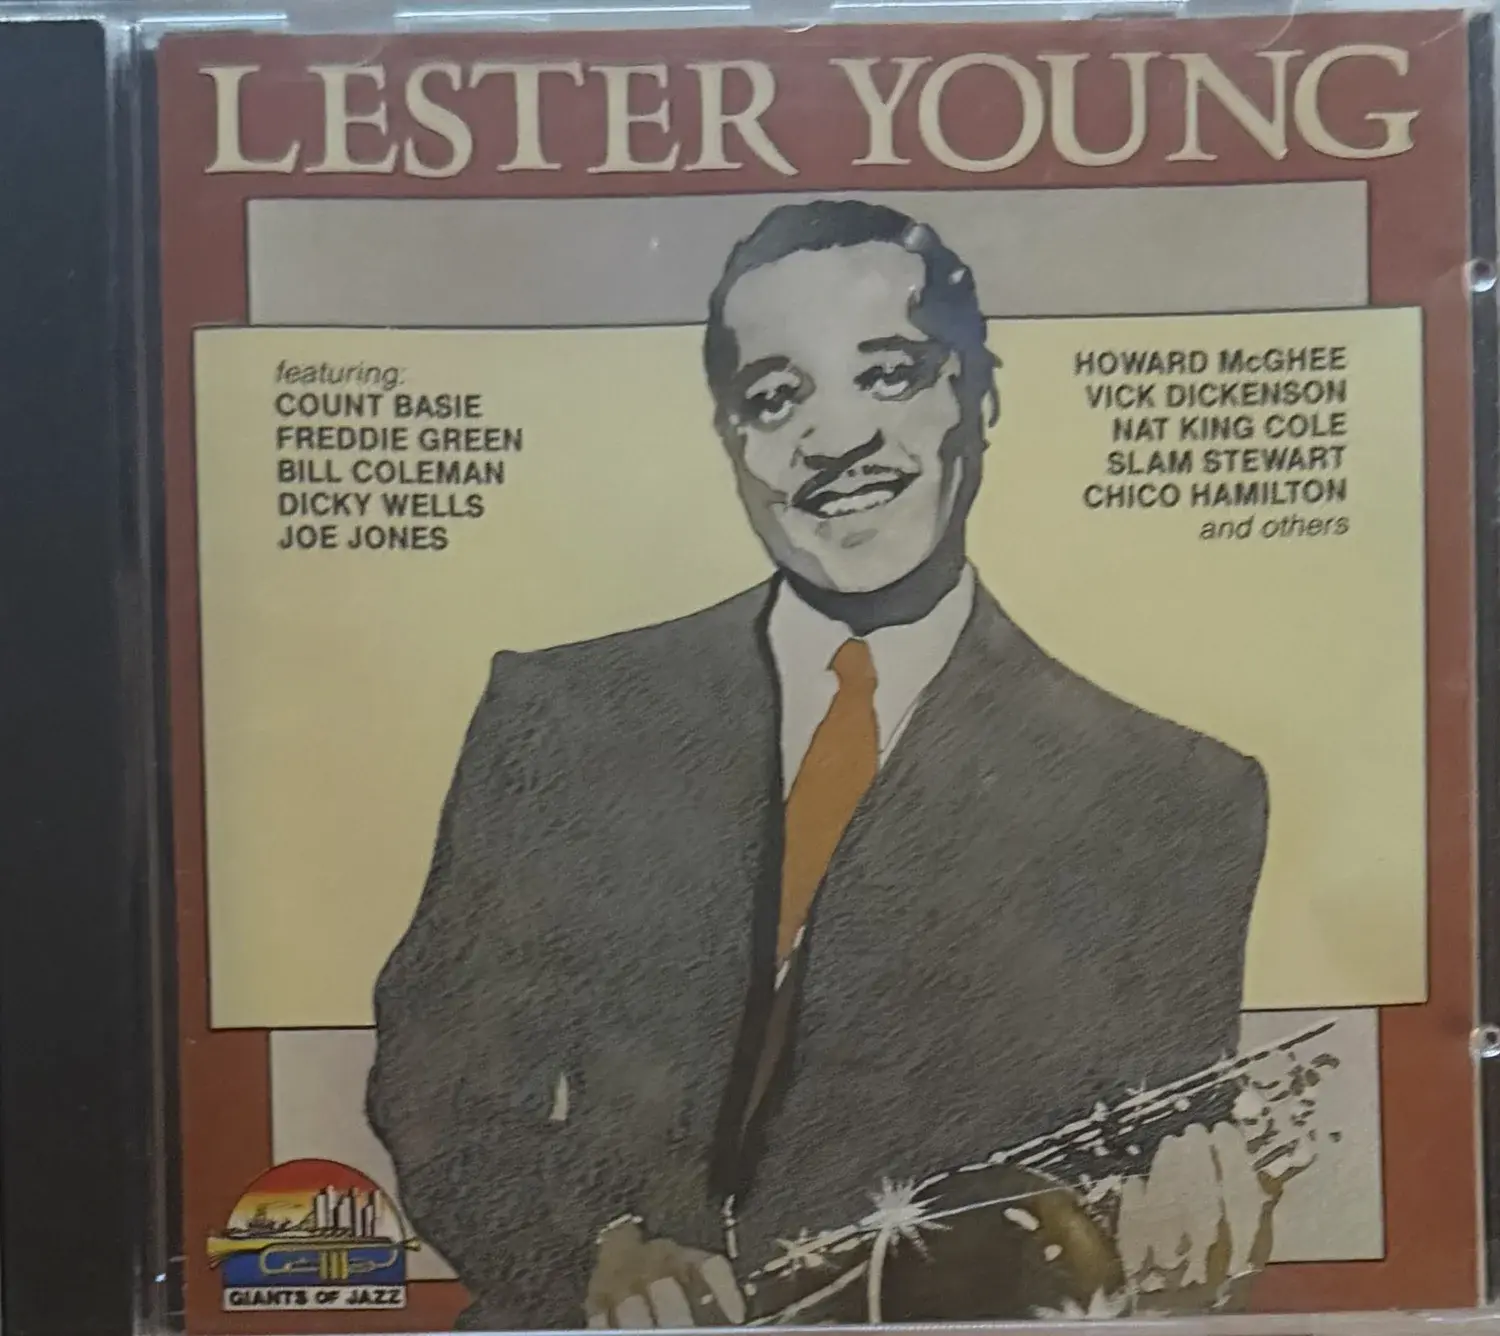 LESTER YOUNG
featuring:
COUNT BASIE
FREDDIE GREEN
BILL COLEMAN
DICKY WELLS
JOE JONES
HOWARD McGHEE
VICK DICKENSON
NAT KING COLE
SLAM STEWART
CHICO HAMILTON
and others
GIANTS OF JAZZ